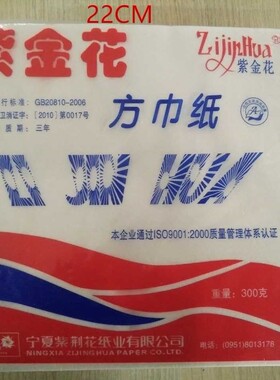 22CM
紫金花
ZijinHua
紫金花
行标准: GB20810-2006
卫消证字:［2010］第0017号
质期: 三年
方巾纸
本企业通过ISO9001:2000质量管理体系认证
重量: 300克
宁夏紫荆花纸业有限公司
NINGXIA ZIJINGHUA PAPER CO.LTD.
电话: (0951)8013178